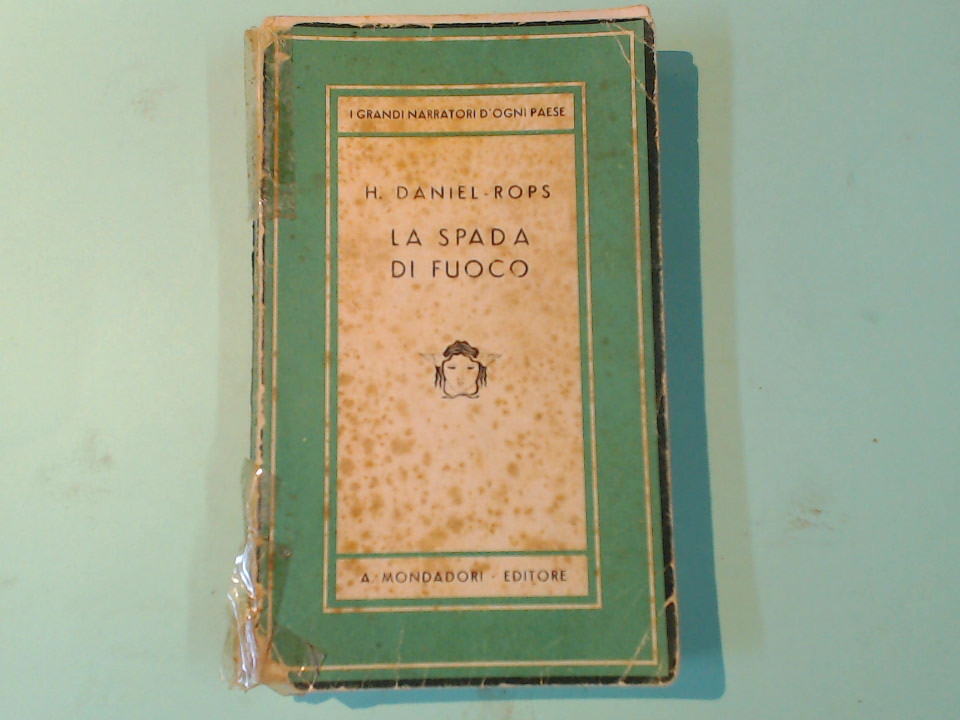 I GRANDI NARRATORI D'OGNI PAESE
H. DANIEL-ROPS
LA SPADA
DI FUOCO
A. MONDADORI - EDITORE